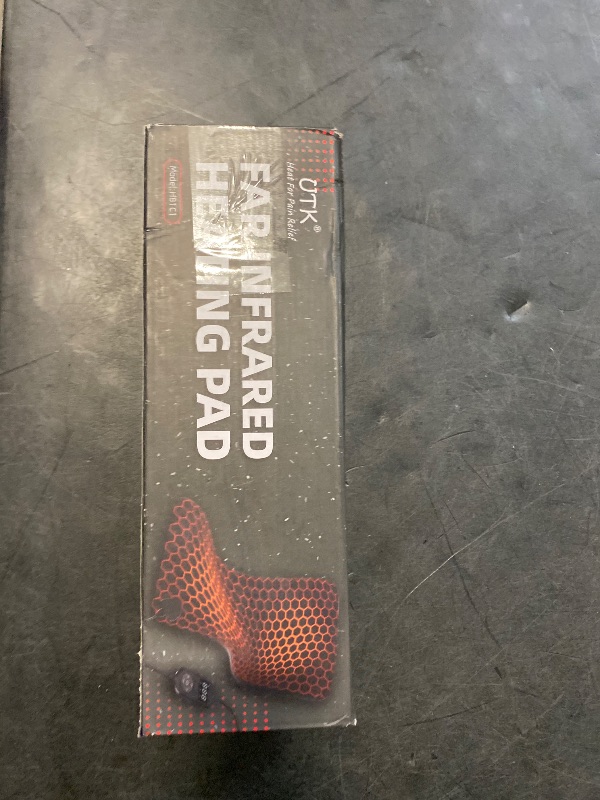 UTK®
Heat For Pain Relief
FAR INFRARED
HEATING PAD
Model:H01C1